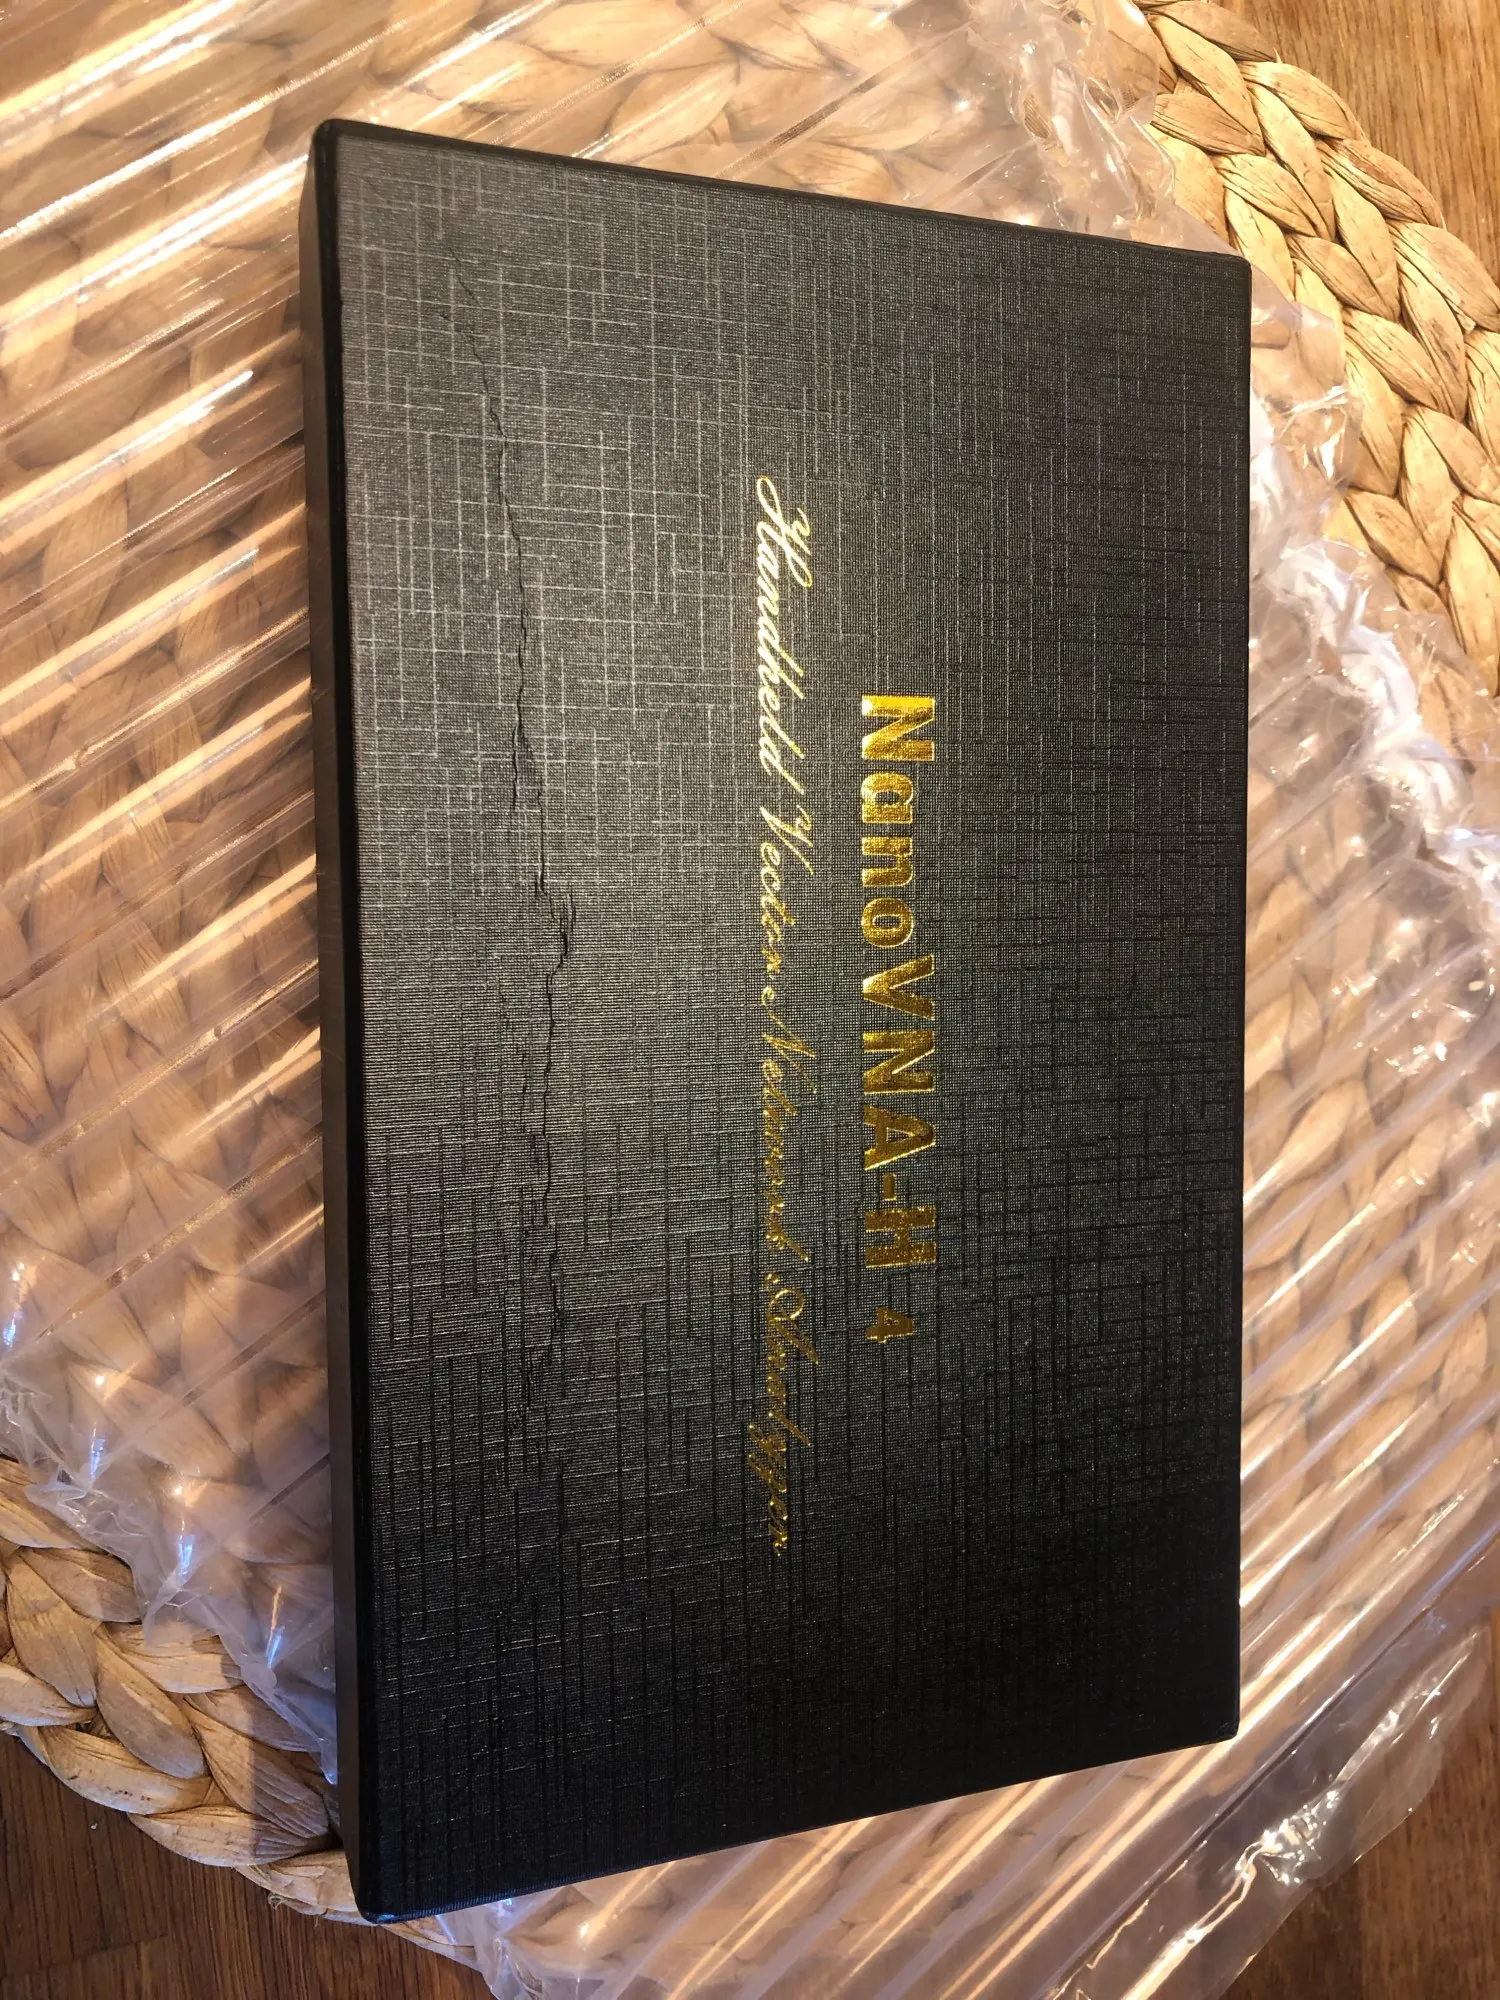 NanoVNA-H 4
Handheld Vector Network Analyzer